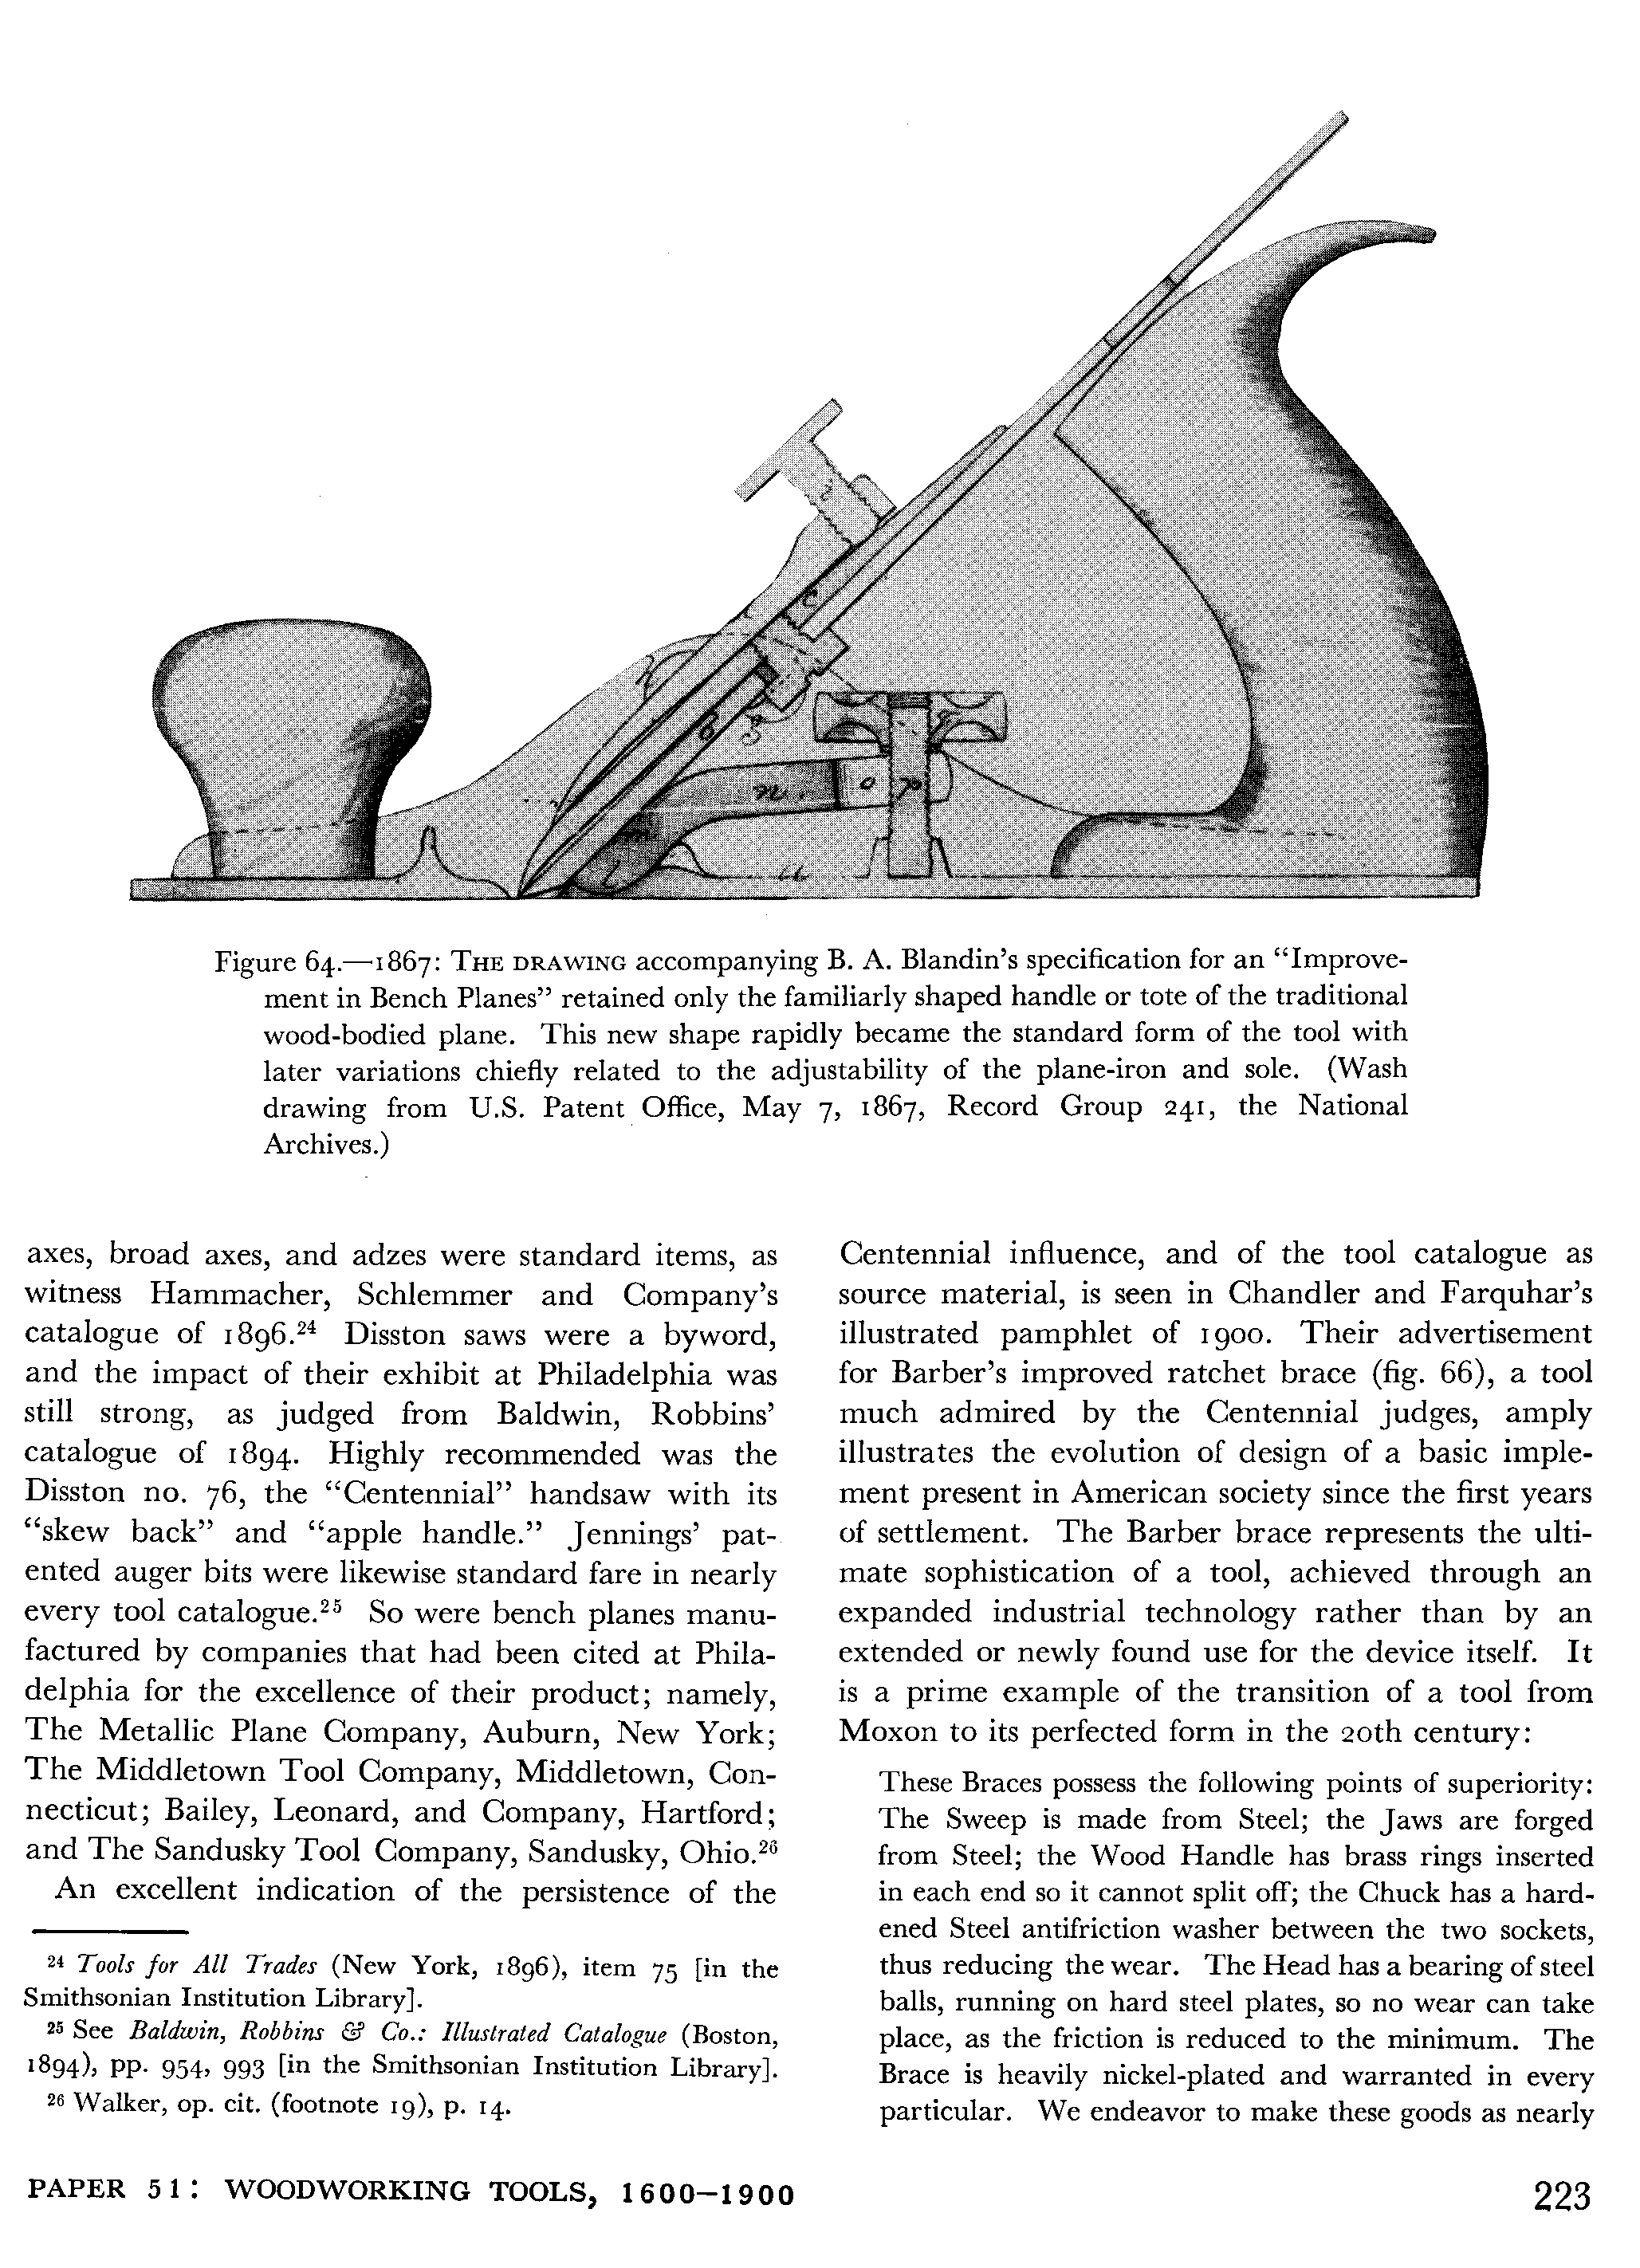 Figure 64.—1867: THE DRAWING accompanying B. A. Blandin's specification for an “Improve-
ment in Bench Planes” retained only the familiarly shaped handle or tote of the traditional
wood-bodied plane. This new shape rapidly became the standard form of the tool with
later variations chiefly related to the adjustability of the plane-iron and sole. (Wash
drawing from U.S. Patent Office, May 7, 1867, Record Group 241, the National
Archives.)
axes, broad axes, and adzes were standard items, as
witness Hammacher, Schlemmer and Company's
catalogue of 1896.²⁴ Disston saws were a byword,
and the impact of their exhibit at Philadelphia was
still strong, as judged from Baldwin, Robbins'
catalogue of 1894. Highly recommended was the
Disston no. 76, the “Centennial” handsaw with its
“skew back” and “apple handle.” Jennings' pat-
ented auger bits were likewise standard fare in nearly
every tool catalogue.²⁵ So were bench planes manu-
factured by companies that had been cited at Phila-
delphia for the excellence of their product; namely,
The Metallic Plane Company, Auburn, New York;
The Middletown Tool Company, Middletown, Con-
necticut; Bailey, Leonard, and Company, Hartford;
and The Sandusky Tool Company, Sandusky, Ohio.²⁶
An excellent indication of the persistence of the
²⁴ Tools for All Trades (New York, 1896), item 75 [in the
Smithsonian Institution Library].
²⁵ See Baldwin, Robbins & Co.: Illustrated Catalogue (Boston,
1894), pp. 954, 993 [in the Smithsonian Institution Library].
²⁶ Walker, op. cit. (footnote 19), p. 14.
Centennial influence, and of the tool catalogue as
source material, is seen in Chandler and Farquhar's
illustrated pamphlet of 1900. Their advertisement
for Barber's improved ratchet brace (fig. 66), a tool
much admired by the Centennial judges, amply
illustrates the evolution of design of a basic imple-
ment present in American society since the first years
of settlement. The Barber brace represents the ulti-
mate sophistication of a tool, achieved through an
expanded industrial technology rather than by an
extended or newly found use for the device itself. It
is a prime example of the transition of a tool from
Moxon to its perfected form in the 20th century:
These Braces possess the following points of superiority:
The Sweep is made from Steel; the Jaws are forged
from Steel; the Wood Handle has brass rings inserted
in each end so it cannot split off; the Chuck has a hard-
ened Steel antifriction washer between the two sockets,
thus reducing the wear. The Head has a bearing of steel
balls, running on hard steel plates, so no wear can take
place, as the friction is reduced to the minimum. The
Brace is heavily nickel-plated and warranted in every
particular. We endeavor to make these goods as nearly
PAPER 51: WOODWORKING TOOLS, 1600–1900
223